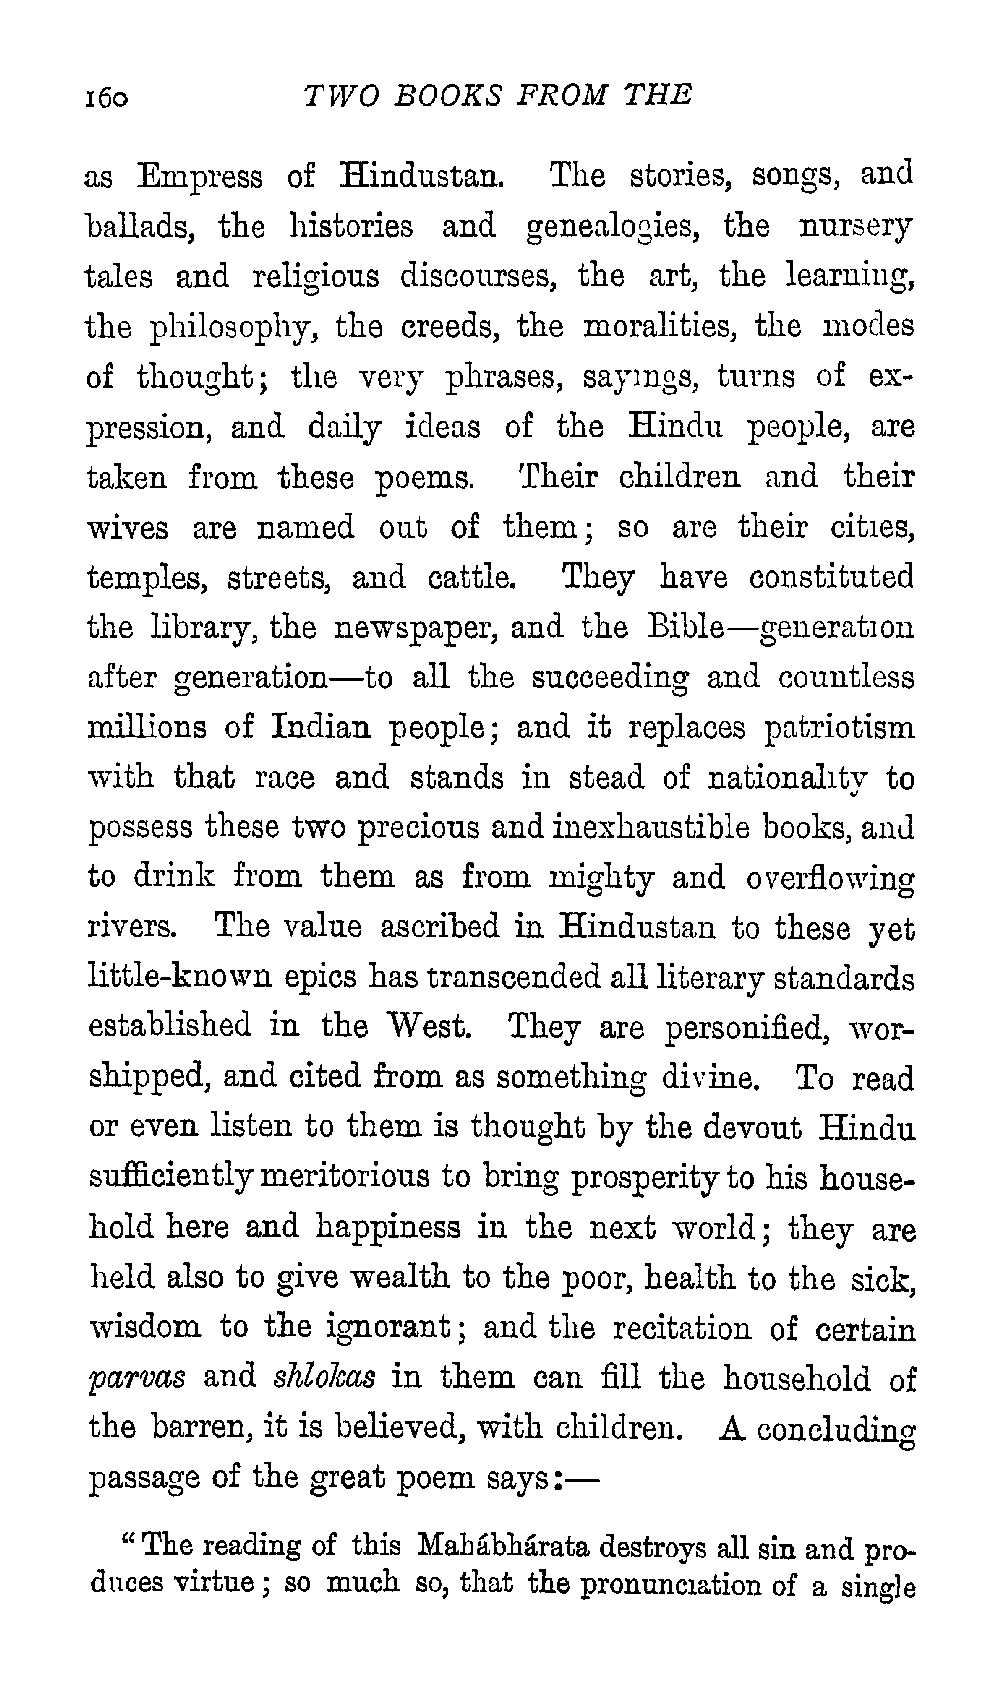 160 TWO BOOKS FROM THE
as Empress of Hindustan. The stories, songs, and
ballads, the histories and genealogies, the nursery
tales and religious discourses, the art, the learning,
the philosophy, the creeds, the moralities, the modes
of thought; the very phrases, sayings, turns of ex-
pression, and daily ideas of the Hindu people, are
taken from these poems. Their children and their
wives are named out of them; so are their cities,
temples, streets, and cattle. They have constituted
the library, the newspaper, and the Bible—generation
after generation—to all the succeeding and countless
millions of Indian people; and it replaces patriotism
with that race and stands in stead of nationality to
possess these two precious and inexhaustible books, and
to drink from them as from mighty and overflowing
rivers. The value ascribed in Hindustan to these yet
little-known epics has transcended all literary standards
established in the West. They are personified, wor-
shipped, and cited from as something divine. To read
or even listen to them is thought by the devout Hindu
sufficiently meritorious to bring prosperity to his house-
hold here and happiness in the next world; they are
held also to give wealth to the poor, health to the sick,
wisdom to the ignorant; and the recitation of certain
parvas and shlokas in them can fill the household of
the barren, it is believed, with children. A concluding
passage of the great poem says:—
“The reading of this Mahábhárata destroys all sin and pro-
duces virtue; so much so, that the pronunciation of a single